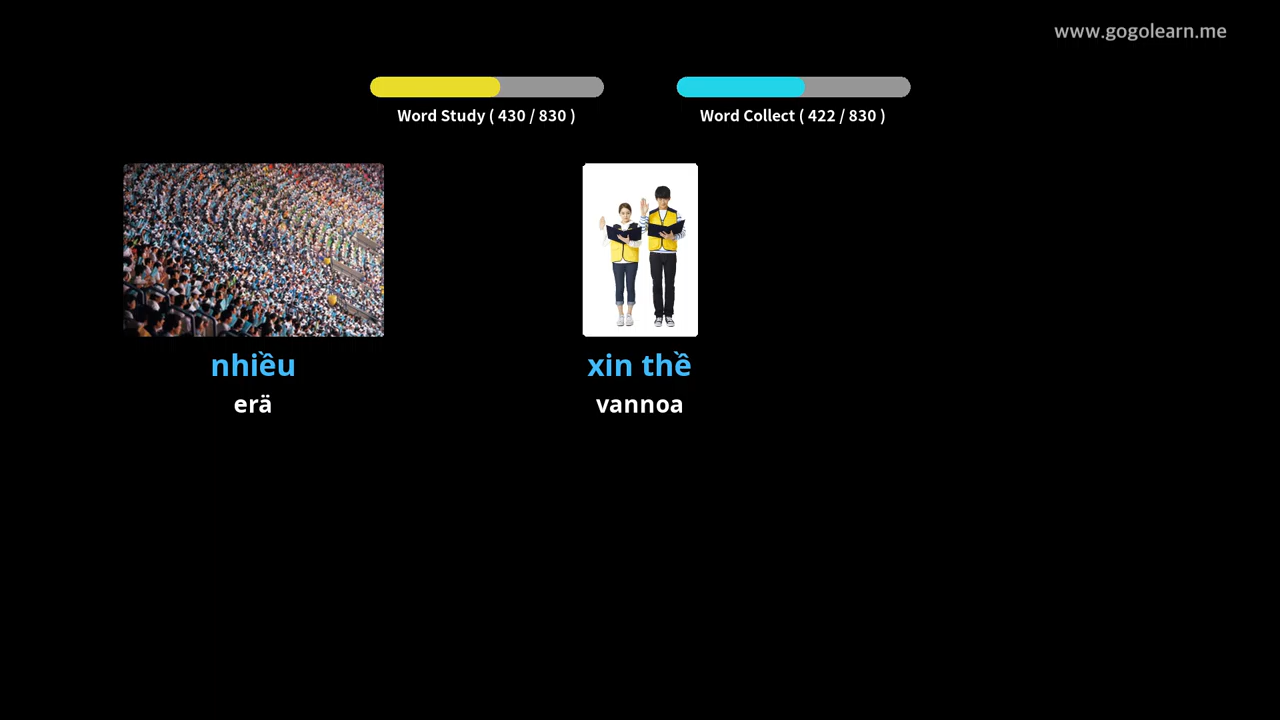 www.gogolearn.me
Word Study ( 430 / 830 )
Word Collect ( 422 / 830 )
nhiều
erä
xin thề
vannoa